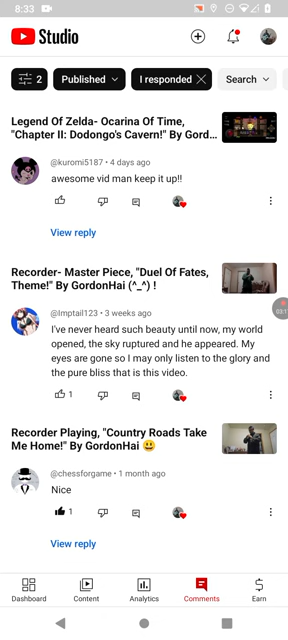 8:33
Studio
2
Published
I responded
Search
Legend Of Zelda- Ocarina Of Time,
"Chapter II: Dodongo's Cavern!" By Gord…
@kuromi5187 • 4 days ago
awesome vid man keep it up!!
View reply
Recorder- Master Piece, "Duel Of Fates,
Theme!" By GordonHai (^_^) !
@Imptail123 • 3 weeks ago
I've never heard such beauty until now, my world
opened, the sky ruptured and he appeared. My
eyes are gone so I may only listen to the glory and
the pure bliss that is this video.
1
Recorder Playing, "Country Roads Take
Me Home!" By GordonHai 😃
@chessforgame • 1 month ago
Nice
1
View reply
Dashboard
Content
Analytics
Comments
Earn